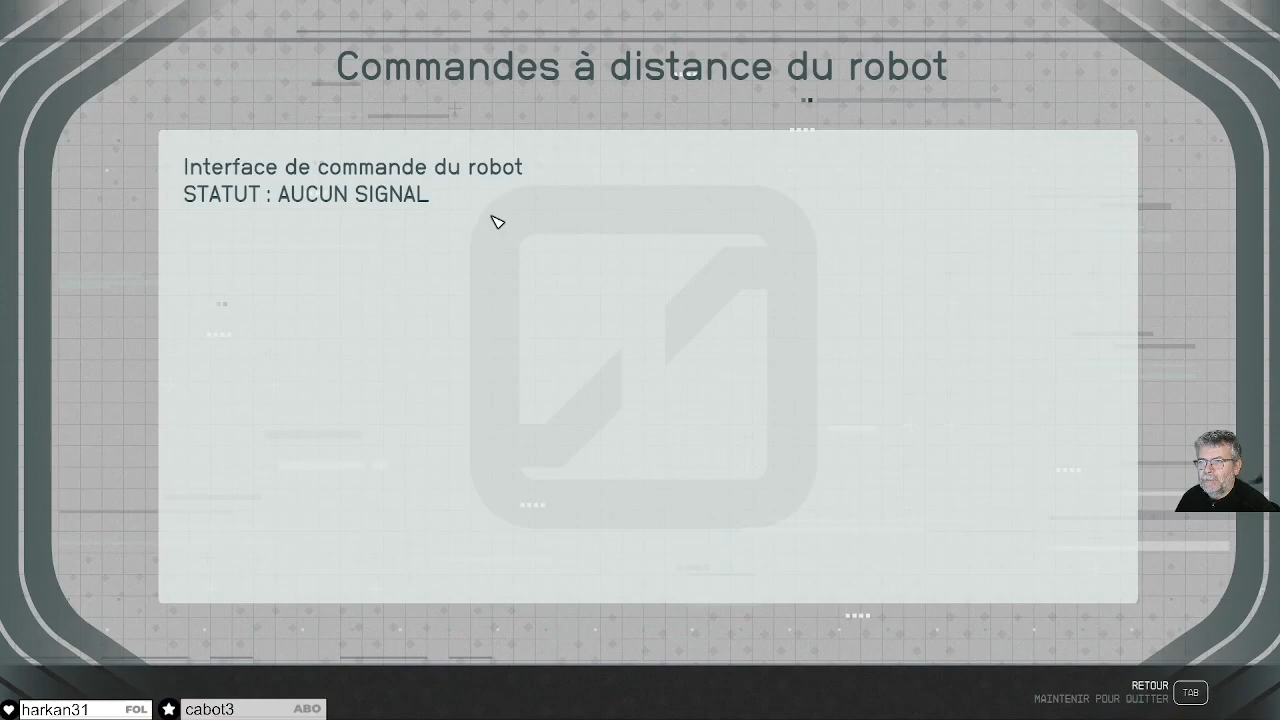 Commandes à distance du robot
Interface de commande du robot
STATUT : AUCUN SIGNAL
RETOUR
MAINTENIR POUR QUITTER
TAB
harkan31 FOL
cabot3 ABO